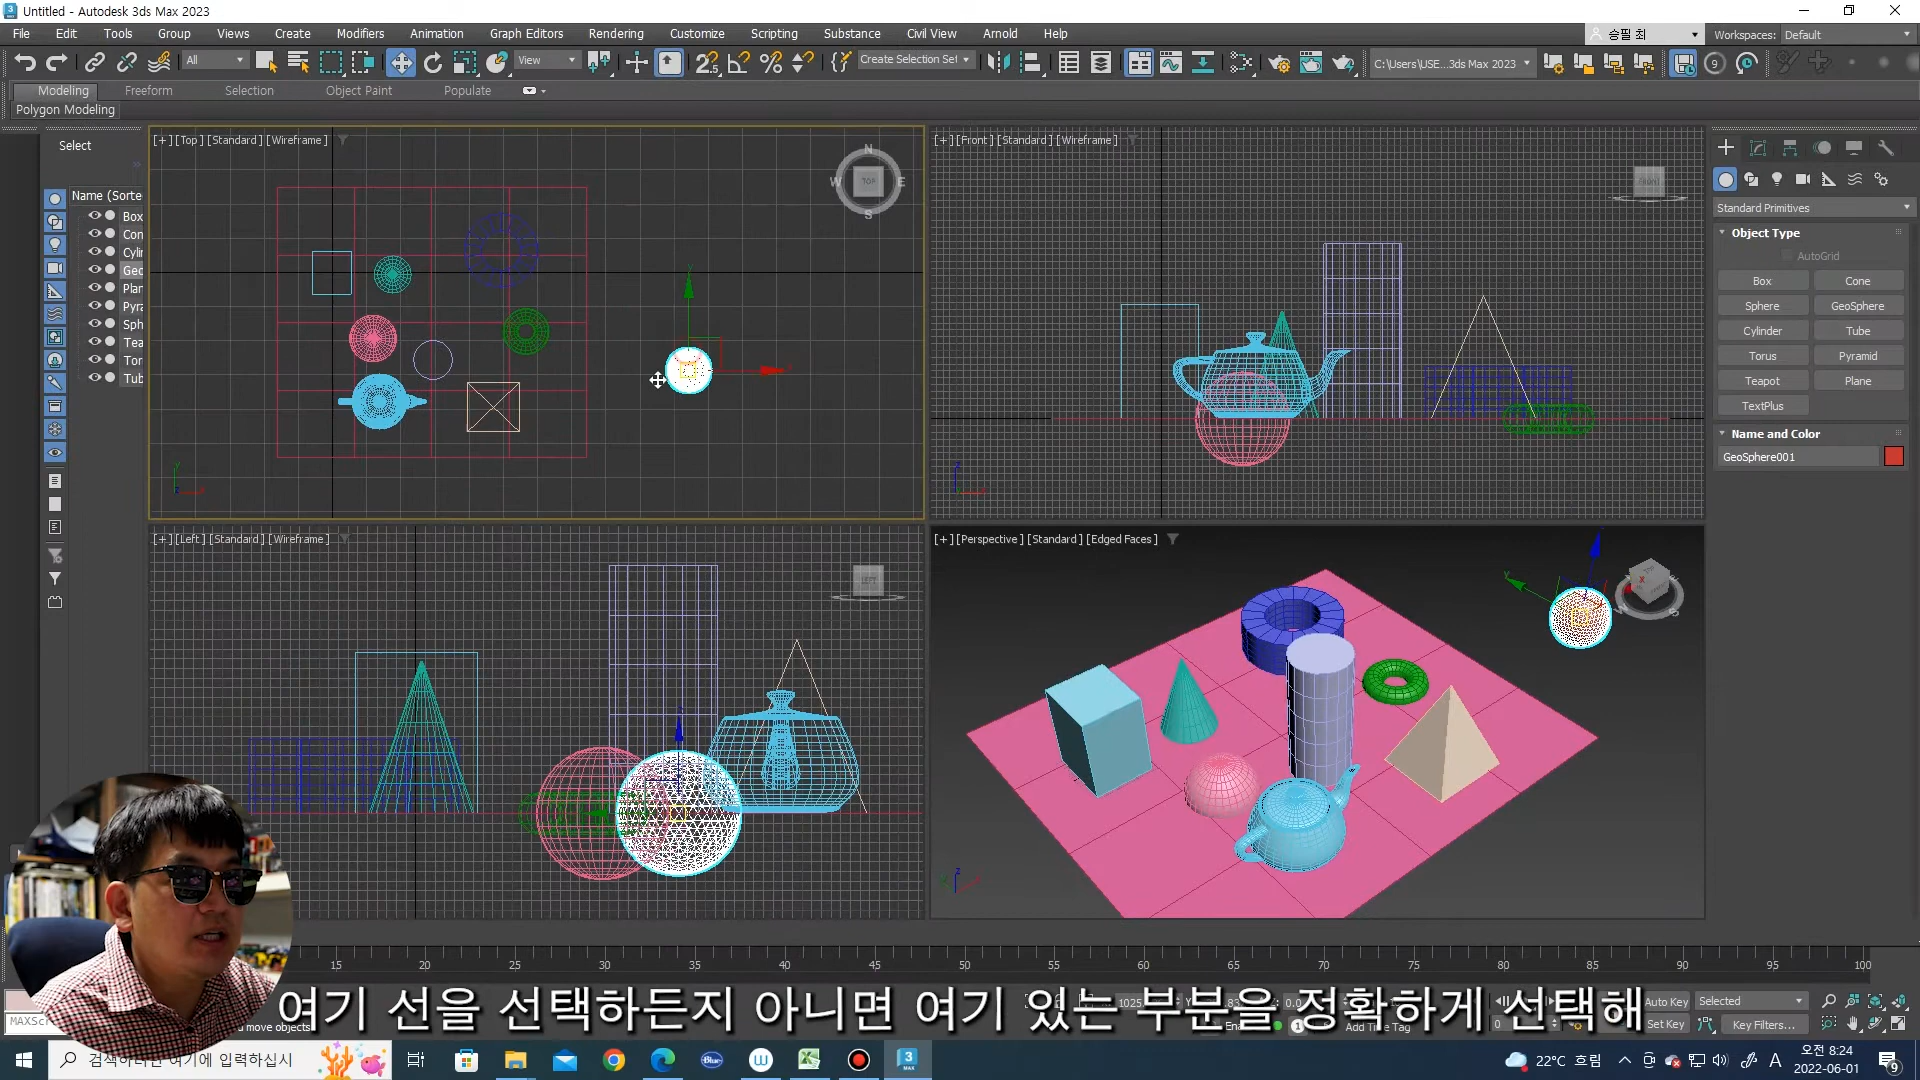 Untitled - Autodesk 3ds Max 2023
File Edit Tools Group Views Create Modifiers Animation Graph Editors Rendering Customize Scripting Substance Civil View Arnold Help
승필 최 Workspaces: Default
All View Create Selection Set C:\Users\USE...3ds Max 2023
Modeling Freeform Selection Object Paint Populate
Polygon Modeling
Select
Name (Sorte
Box
Con
Cylin
Geo
Plan
Pyra
Sph
Tea
Tor
Tub
[+] [Top] [Standard] [Wireframe]
N
W TOP E
S
[+] [Front] [Standard] [Wireframe]
FRONT
[+] [Left] [Standard] [Wireframe]
LEFT
[+] [Perspective] [Standard] [Edged Faces]
Standard Primitives
Object Type
AutoGrid
Box Cone
Sphere GeoSphere
Cylinder Tube
Torus Pyramid
Teapot Plane
TextPlus
Name and Color
GeoSphere001
15 20 25 30 35 40 45 50 55 60 65 70 75 80 85 90 95 100
여기 선을 선택하든지 아니면 여기 있는 부분을 정확하게 선택해
Auto Key Selected
MAXScr move objects Add Time Tag 0 Set Key Key Filters...
검색하려면 여기에 입력하십시
22°C 흐림 A 오전 8:24
2022-06-01
9